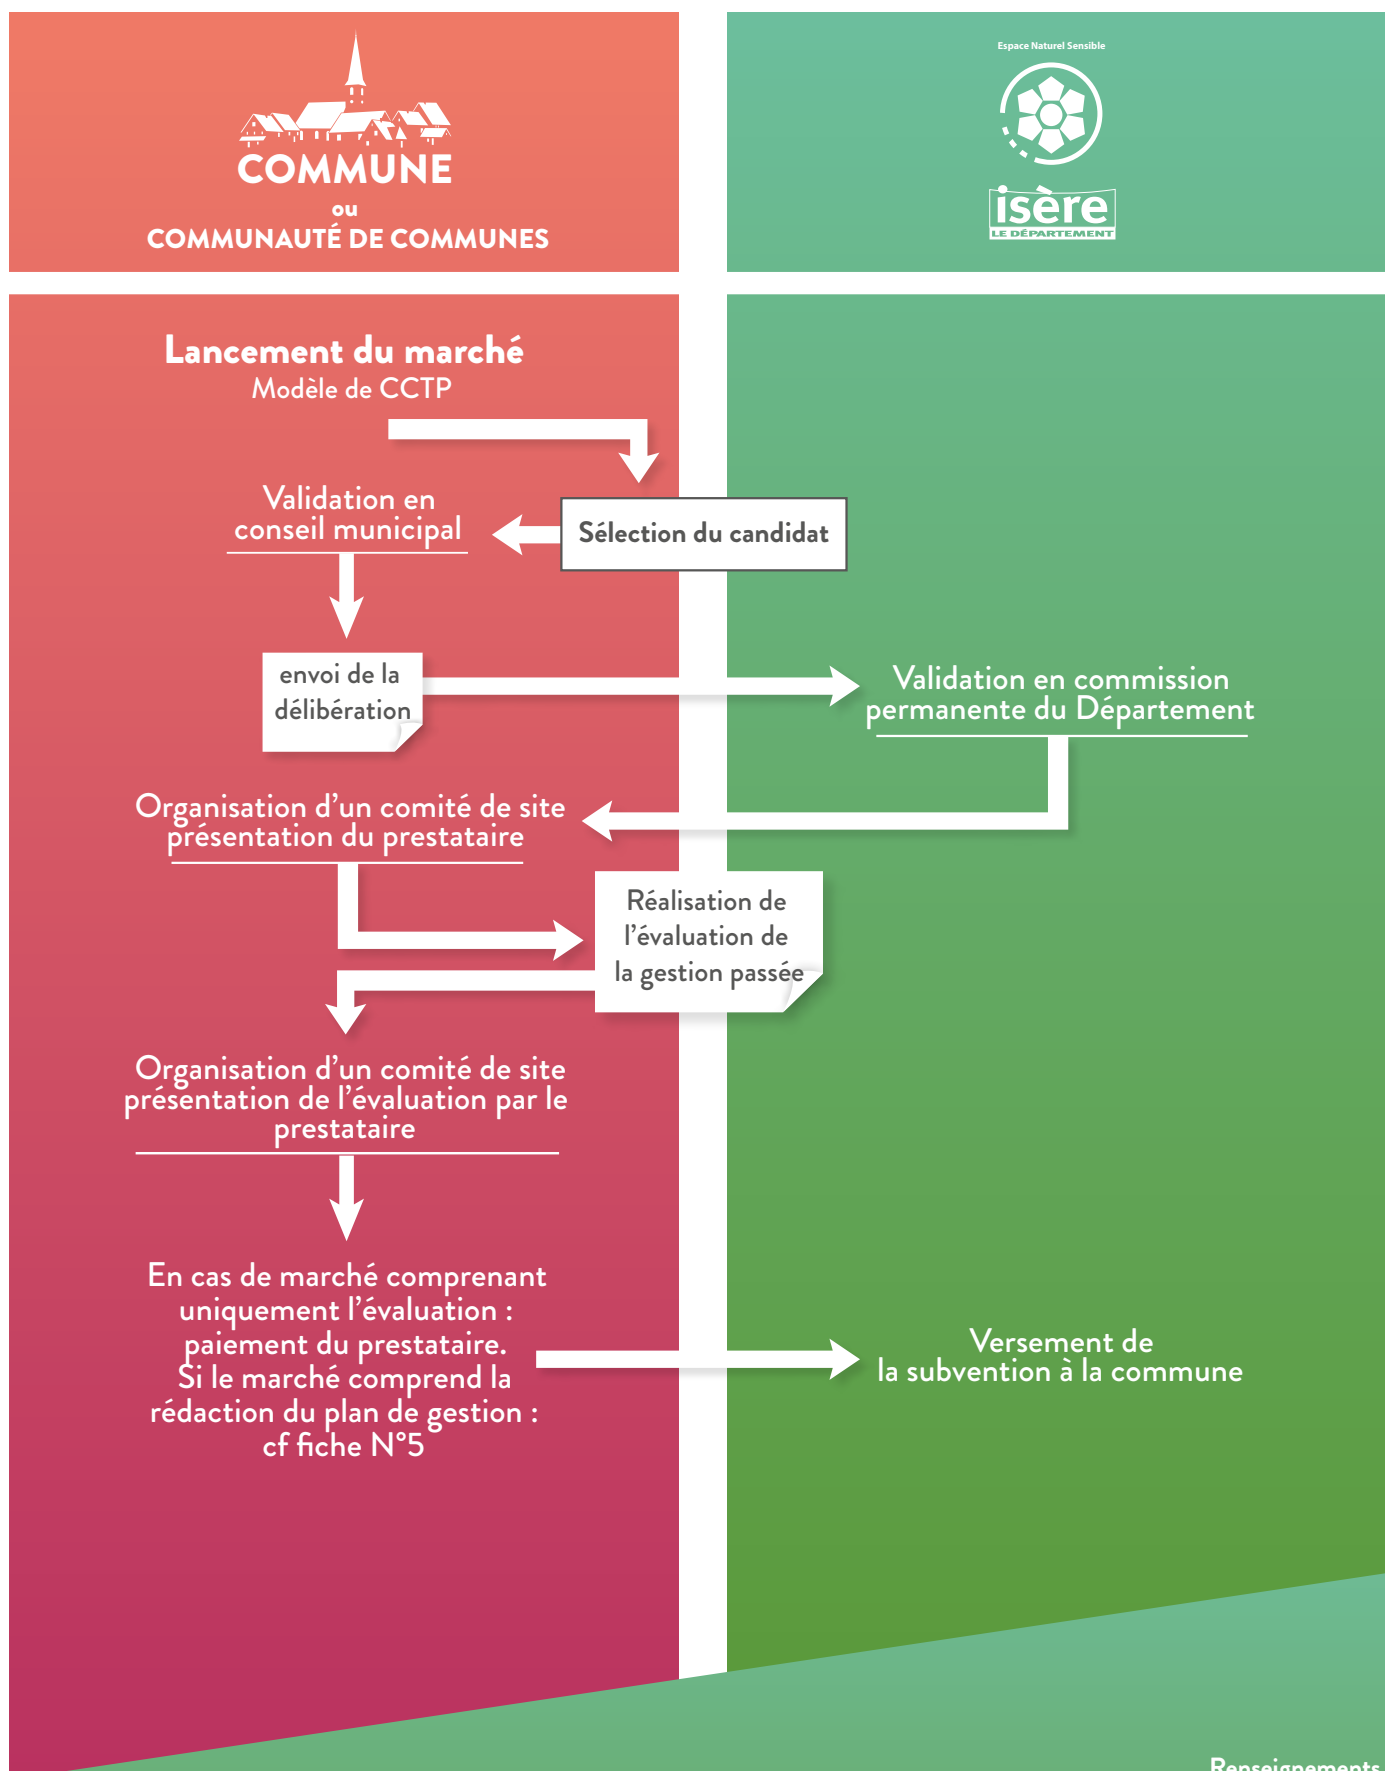 COMMUNE
ou
COMMUNAUTÉ DE COMMUNES
Espace Naturel Sensible
isère
LE DÉPARTEMENT
Lancement du marché
Modèle de CCTP
Sélection du candidat
Validation en
conseil municipal
envoi de la
délibération
Validation en commission
permanente du Département
Organisation d'un comité de site
présentation du prestataire
Réalisation de
l'évaluation de
la gestion passée
Organisation d'un comité de site
présentation de l'évaluation par le
prestataire
En cas de marché comprenant
uniquement l'évaluation :
paiement du prestataire.
Si le marché comprend la
rédaction du plan de gestion :
cf fiche N°5
Versement de
la subvention à la commune
Renseignements